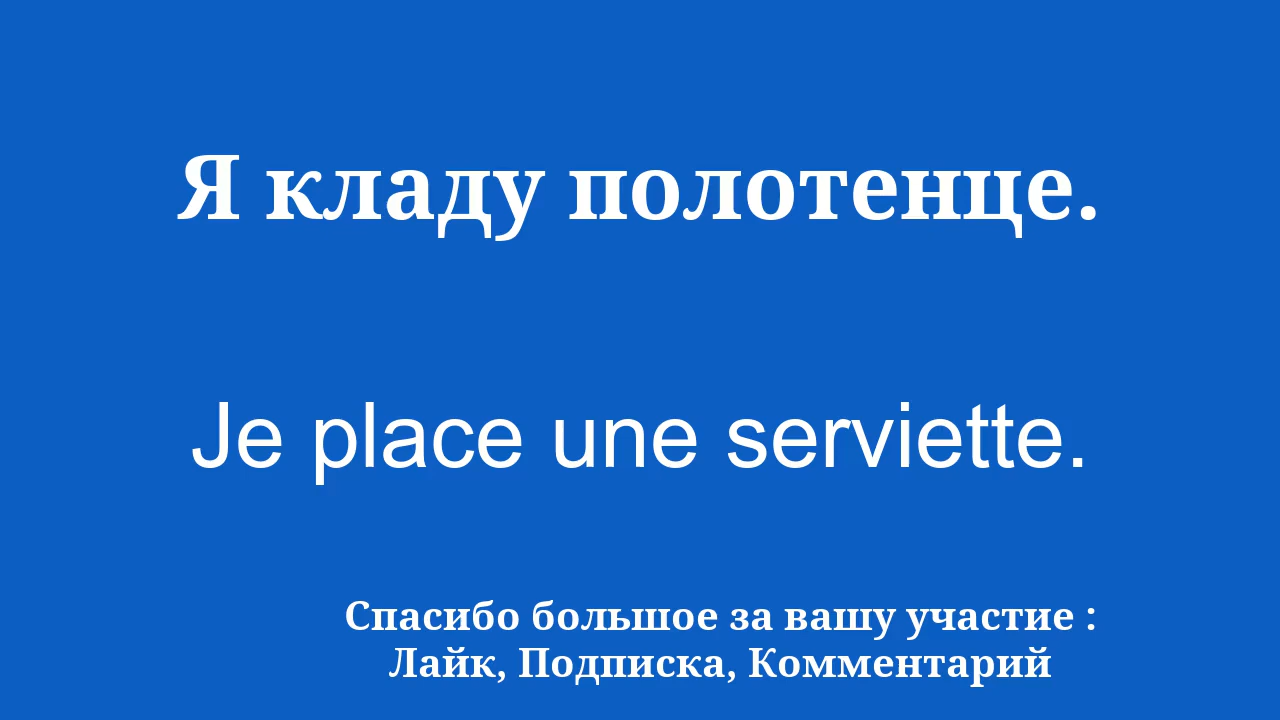 Я кладу полотенце.
Je place une serviette.
Спасибо большое за вашу участие :
Лайк, Подписка, Комментарий